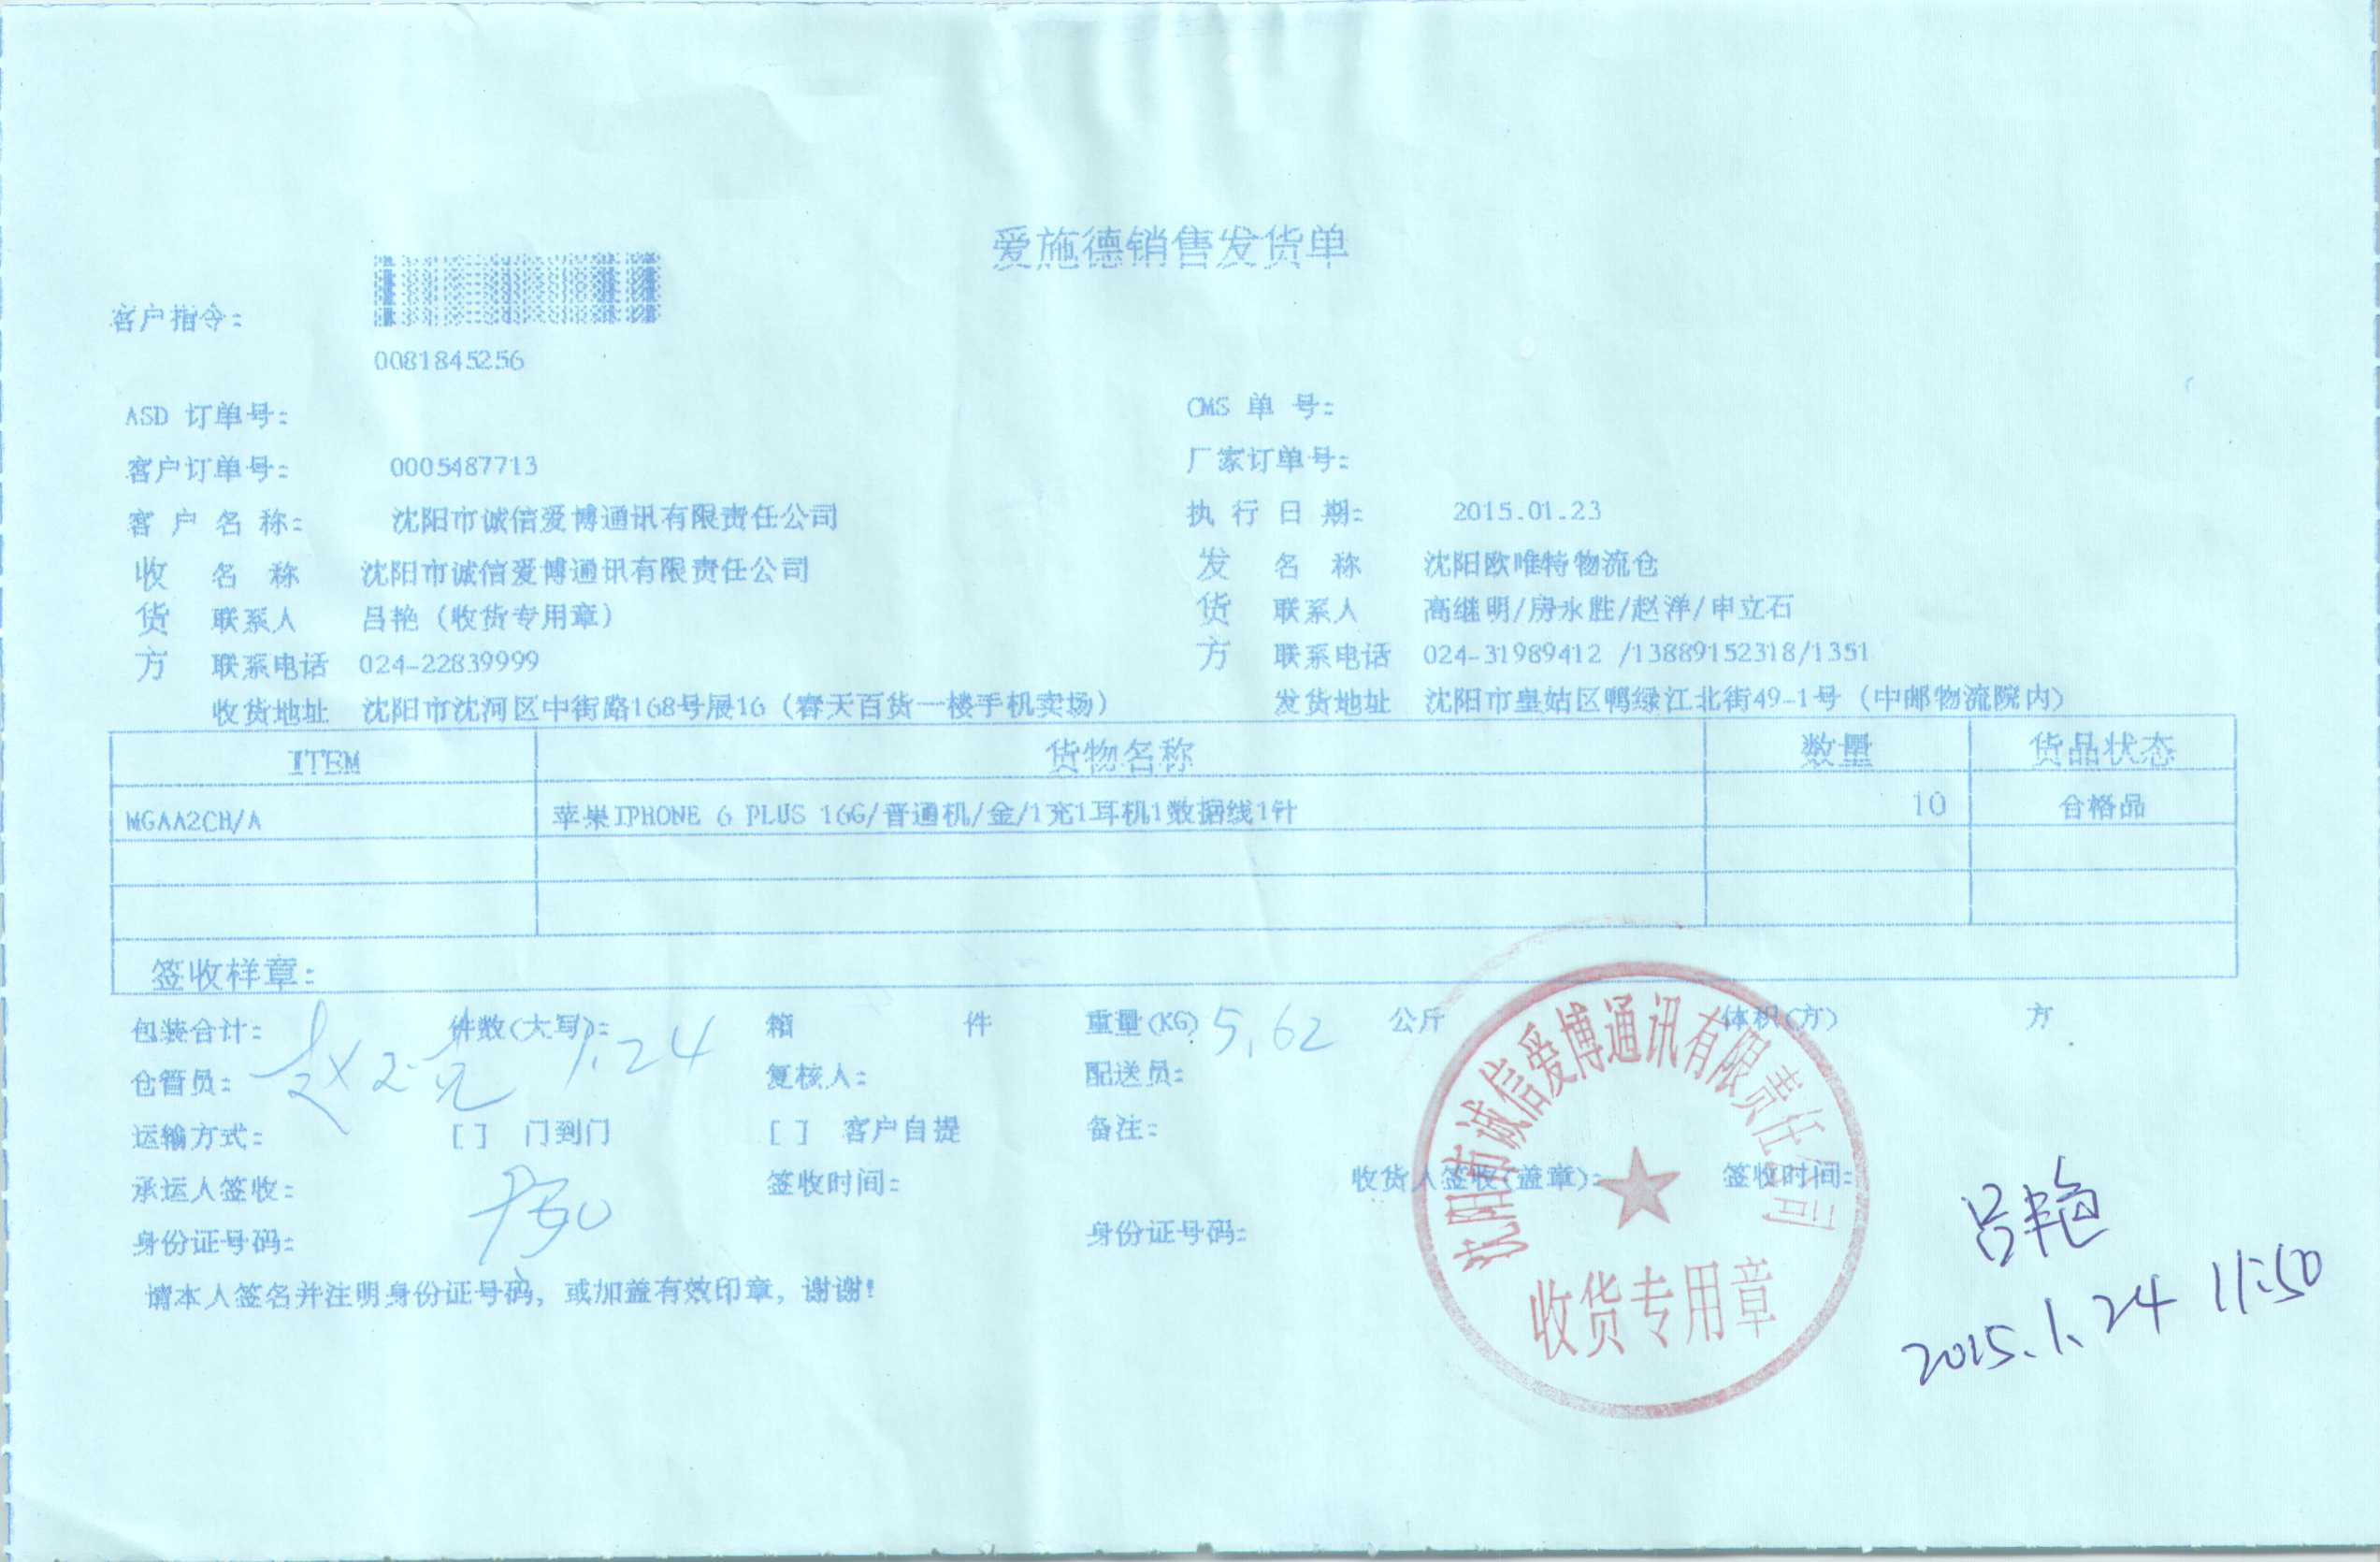 爱施德销售发货单
客户指令:
0081845256
ASD 订单号: CMS 单 号:
客户订单号: 0005487713 厂家订单号:
客 户 名 称: 沈阳市诚信爱博通讯有限责任公司 执 行 日 期: 2015.01.23
收 名 称 沈阳市诚信爱博通讯有限责任公司 发 名 称 沈阳欧唯特物流仓
货 联系人 吕艳（收货专用章） 货 联系人 高继明/房永胜/赵洋/申立石
方 联系电话 024-22839999 方 联系电话 024-31989412 /13889152318/1351
收货地址 沈阳市沈河区中街路168号展16（春天百货一楼手机卖场） 发货地址 沈阳市皇姑区鸭绿江北街49-1号（中邮物流院内）
ITEM 货物名称 数量 货品状态
MGAA2CH/A 苹果IPHONE 6 PLUS 16G/普通机/金/1充1耳机1数据线1针 10 合格品
签收样章:
包装合计: 件数(大写): 箱 件 重量(KG) 5.62 公斤 体积(方) 方
仓管员: 1.24 复核人: 配送员:
运输方式: [ ] 门到门 [ ] 客户自提 备注:
承运人签收: 签收时间: 收货人签收(盖章): 签收时间:
身份证号码: 身份证号码:
请本人签名并注明身份证号码，或加盖有效印章，谢谢!
沈阳市诚信爱博通讯有限责任公司
收货专用章
吕艳
2015.1.24 11:50